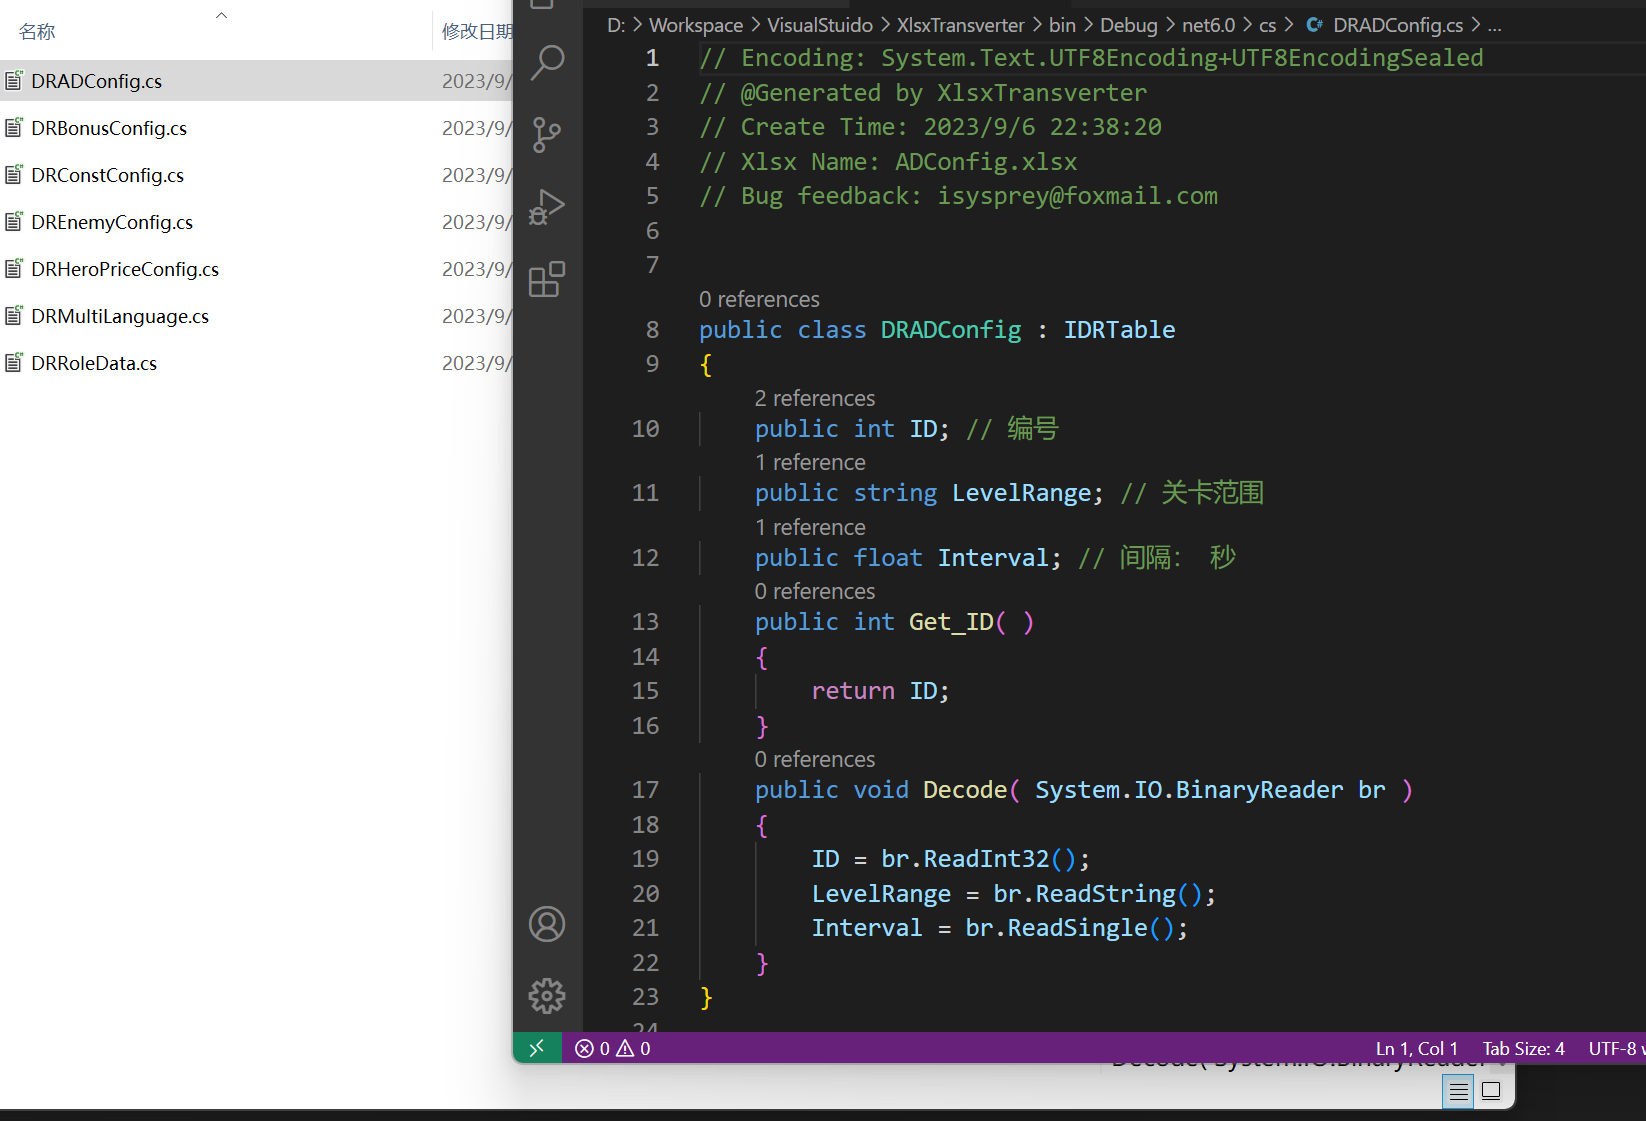 名称
修改日期
DRADConfig.cs 2023/9/
DRBonusConfig.cs 2023/9/
DRConstConfig.cs 2023/9/
DREnemyConfig.cs 2023/9/
DRHeroPriceConfig.cs 2023/9/
DRMultiLanguage.cs 2023/9/
DRRoleData.cs 2023/9/
D: > Workspace > VisualStuido > XlsxTransverter > bin > Debug > net6.0 > cs > C# DRADConfig.cs > ...
1 // Encoding: System.Text.UTF8Encoding+UTF8EncodingSealed
2 // @Generated by XlsxTransverter
3 // Create Time: 2023/9/6 22:38:20
4 // Xlsx Name: ADConfig.xlsx
5 // Bug feedback: isysprey@foxmail.com
6
7
0 references
8 public class DRADConfig : IDRTable
9 {
2 references
10 public int ID; // 编号
1 reference
11 public string LevelRange; // 关卡范围
1 reference
12 public float Interval; // 间隔： 秒
0 references
13 public int Get_ID( )
14 {
15 return ID;
16 }
0 references
17 public void Decode( System.IO.BinaryReader br )
18 {
19 ID = br.ReadInt32();
20 LevelRange = br.ReadString();
21 Interval = br.ReadSingle();
22 }
23 }
24
0 0
Ln 1, Col 1 Tab Size: 4 UTF-8
Decode( System.IO.BinaryReader